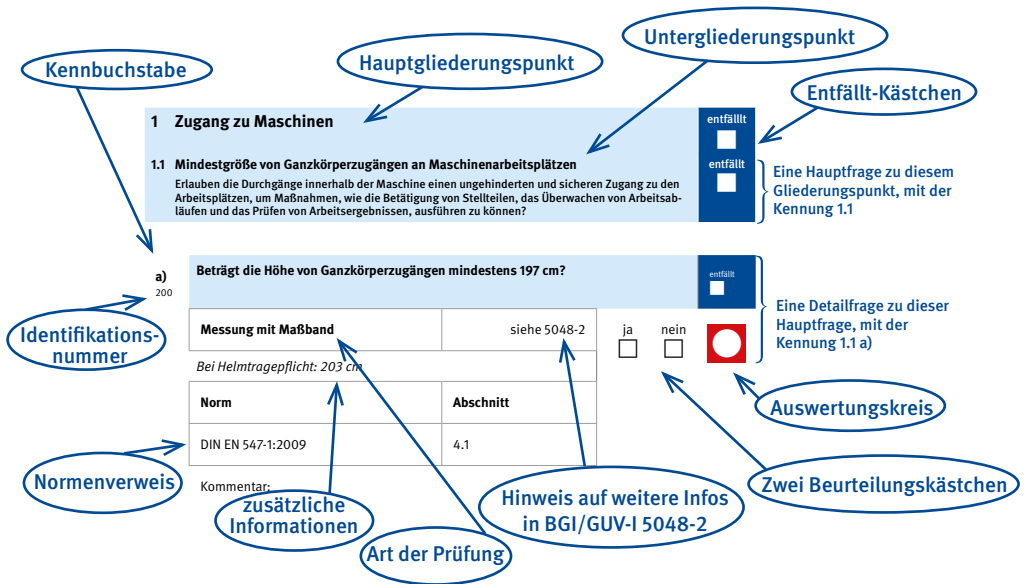 Kennbuchstabe
Hauptgliederungspunkt
Untergliederungspunkt
Entfällt-Kästchen
1 Zugang zu Maschinen
entfälllt
1.1 Mindestgröße von Ganzkörperzugängen an Maschinenarbeitsplätzen
entfällt
Erlauben die Durchgänge innerhalb der Maschine einen ungehinderten und sicheren Zugang zu den
Arbeitsplätzen, um Maßnahmen, wie die Betätigung von Stellteilen, das Überwachen von Arbeitsab-
läufen und das Prüfen von Arbeitsergebnissen, ausführen zu können?
Eine Hauptfrage zu diesem
Gliederungspunkt, mit der
Kennung 1.1
a)
200
Beträgt die Höhe von Ganzkörperzugängen mindestens 197 cm?
entfällt
Identifikations-
nummer
Messung mit Maßband
siehe 5048-2
ja nein
Eine Detailfrage zu dieser
Hauptfrage, mit der
Kennung 1.1 a)
Bei Helmtragepflicht: 203 cm
Norm Abschnitt
DIN EN 547-1:2009 4.1
Auswertungskreis
Normenverweis
Kommentar:
zusätzliche
Informationen
Art der Prüfung
Hinweis auf weitere Infos
in BGI/GUV-I 5048-2
Zwei Beurteilungskästchen